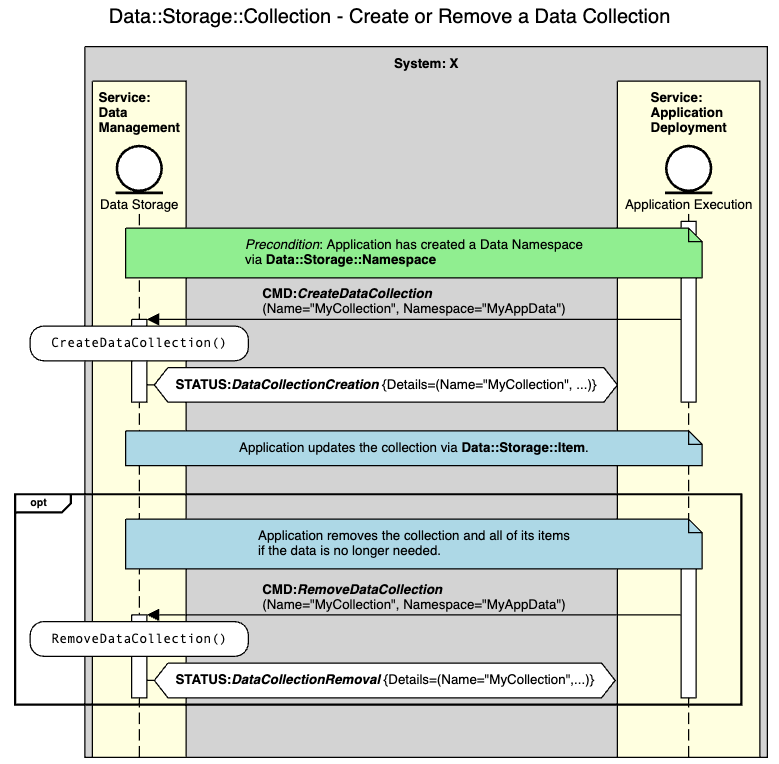 Data::Storage::Collection - Create or Remove a Data Collection
System: X
Service:
Data
Management
Service:
Application
Deployment
Data Storage
Application Execution
Precondition: Application has created a Data Namespace
via Data::Storage::Namespace
CMD:CreateDataCollection
(Name="MyCollection", Namespace="MyAppData")
CreateDataCollection()
STATUS:DataCollectionCreation {Details=(Name="MyCollection", ...)}
Application updates the collection via Data::Storage::Item.
opt
Application removes the collection and all of its items
if the data is no longer needed.
CMD:RemoveDataCollection
(Name="MyCollection", Namespace="MyAppData")
RemoveDataCollection()
STATUS:DataCollectionRemoval {Details=(Name="MyCollection",...)}